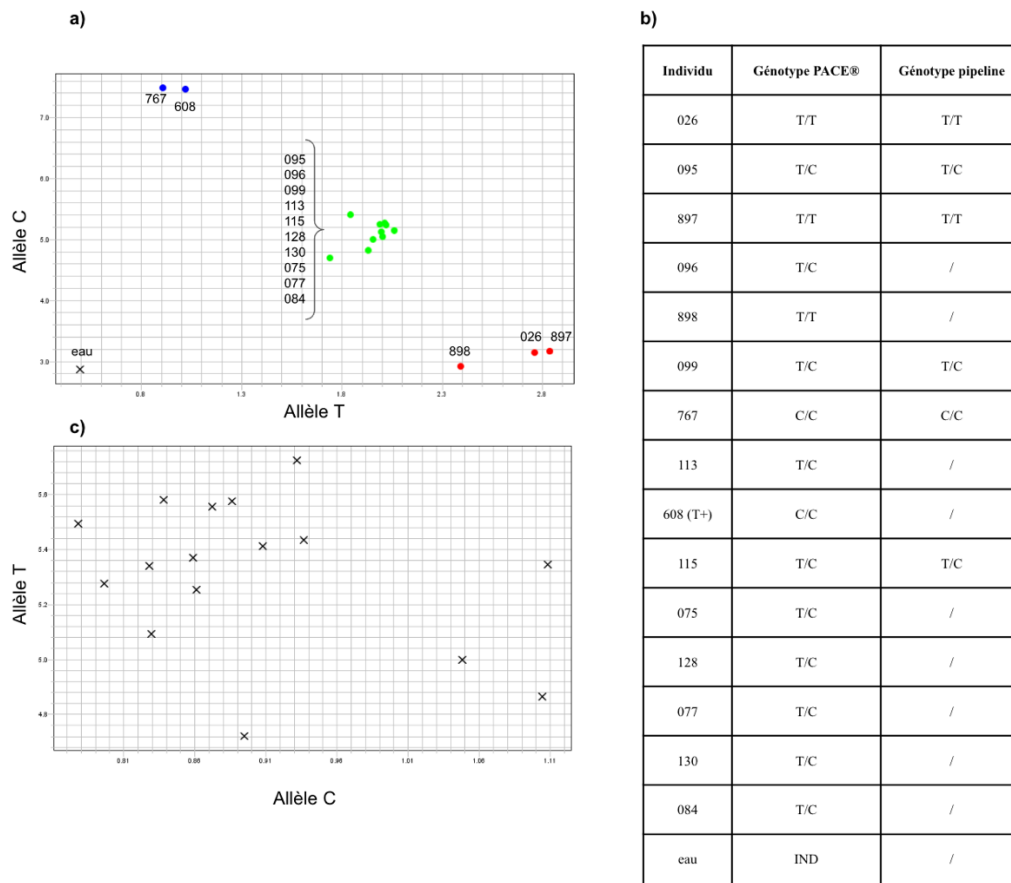 a)
7.0
6.0
5.0
4.0
3.0
0.8
1.3
1.8
2.3
2.8
Allèle C
Allèle T
767
608
095
096
099
113
115
128
130
075
077
084
eau
898
026
897
c)
5.6
5.4
5.2
5.0
4.8
0.81
0.86
0.91
0.96
1.01
1.06
1.11
Allèle T
Allèle C
b)
Individu Génotype PACE® Génotype pipeline
026 T/T T/T
095 T/C T/C
897 T/T T/T
096 T/C /
898 T/T /
099 T/C T/C
767 C/C C/C
113 T/C /
608 (T+) C/C /
115 T/C T/C
075 T/C /
128 T/C /
077 T/C /
130 T/C /
084 T/C /
eau IND /